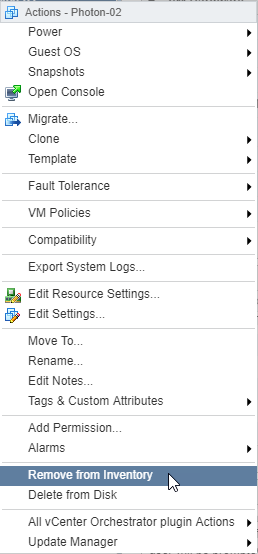 Actions - Photon-02
Power
Guest OS
Snapshots
Open Console
Migrate...
Clone
Template
Fault Tolerance
VM Policies
Compatibility
Export System Logs...
Edit Resource Settings...
Edit Settings...
Move To...
Rename...
Edit Notes...
Tags & Custom Attributes
Add Permission...
Alarms
Remove from Inventory
Delete from Disk
All vCenter Orchestrator plugin Actions
Update Manager